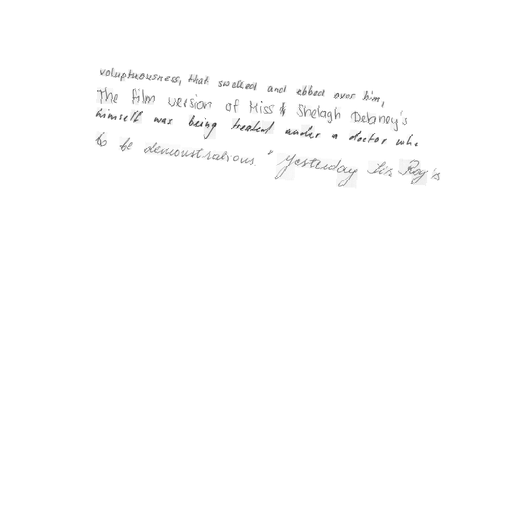 voluptuousness, that swelled and ebbed over him,
The film version of Miss Shelagh Delaney's
himself was being treated under a doctor who
to be demonstrations. " Yesterday Sir Roy's